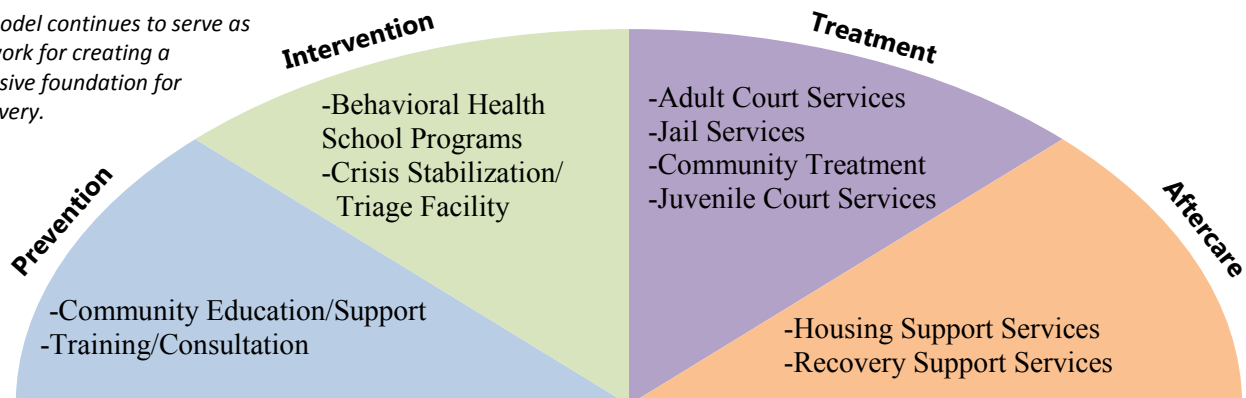 odel continues to serve as
work for creating a
sive foundation for
very.
Prevention
-Community Education/Support
-Training/Consultation
Intervention
-Behavioral Health
School Programs
-Crisis Stabilization/
Triage Facility
Treatment
-Adult Court Services
-Jail Services
-Community Treatment
-Juvenile Court Services
Aftercare
-Housing Support Services
-Recovery Support Services